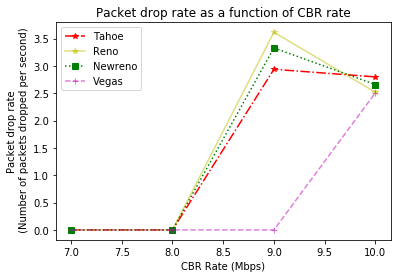 Packet drop rate as a function of CBR rate
Tahoe
Reno
Newreno
Vegas
Packet drop rate
(Number of packets dropped per second)
3.5
3.0
2.5
2.0
1.5
1.0
0.5
0.0
7.0 7.5 8.0 8.5 9.0 9.5 10.0
CBR Rate (Mbps)